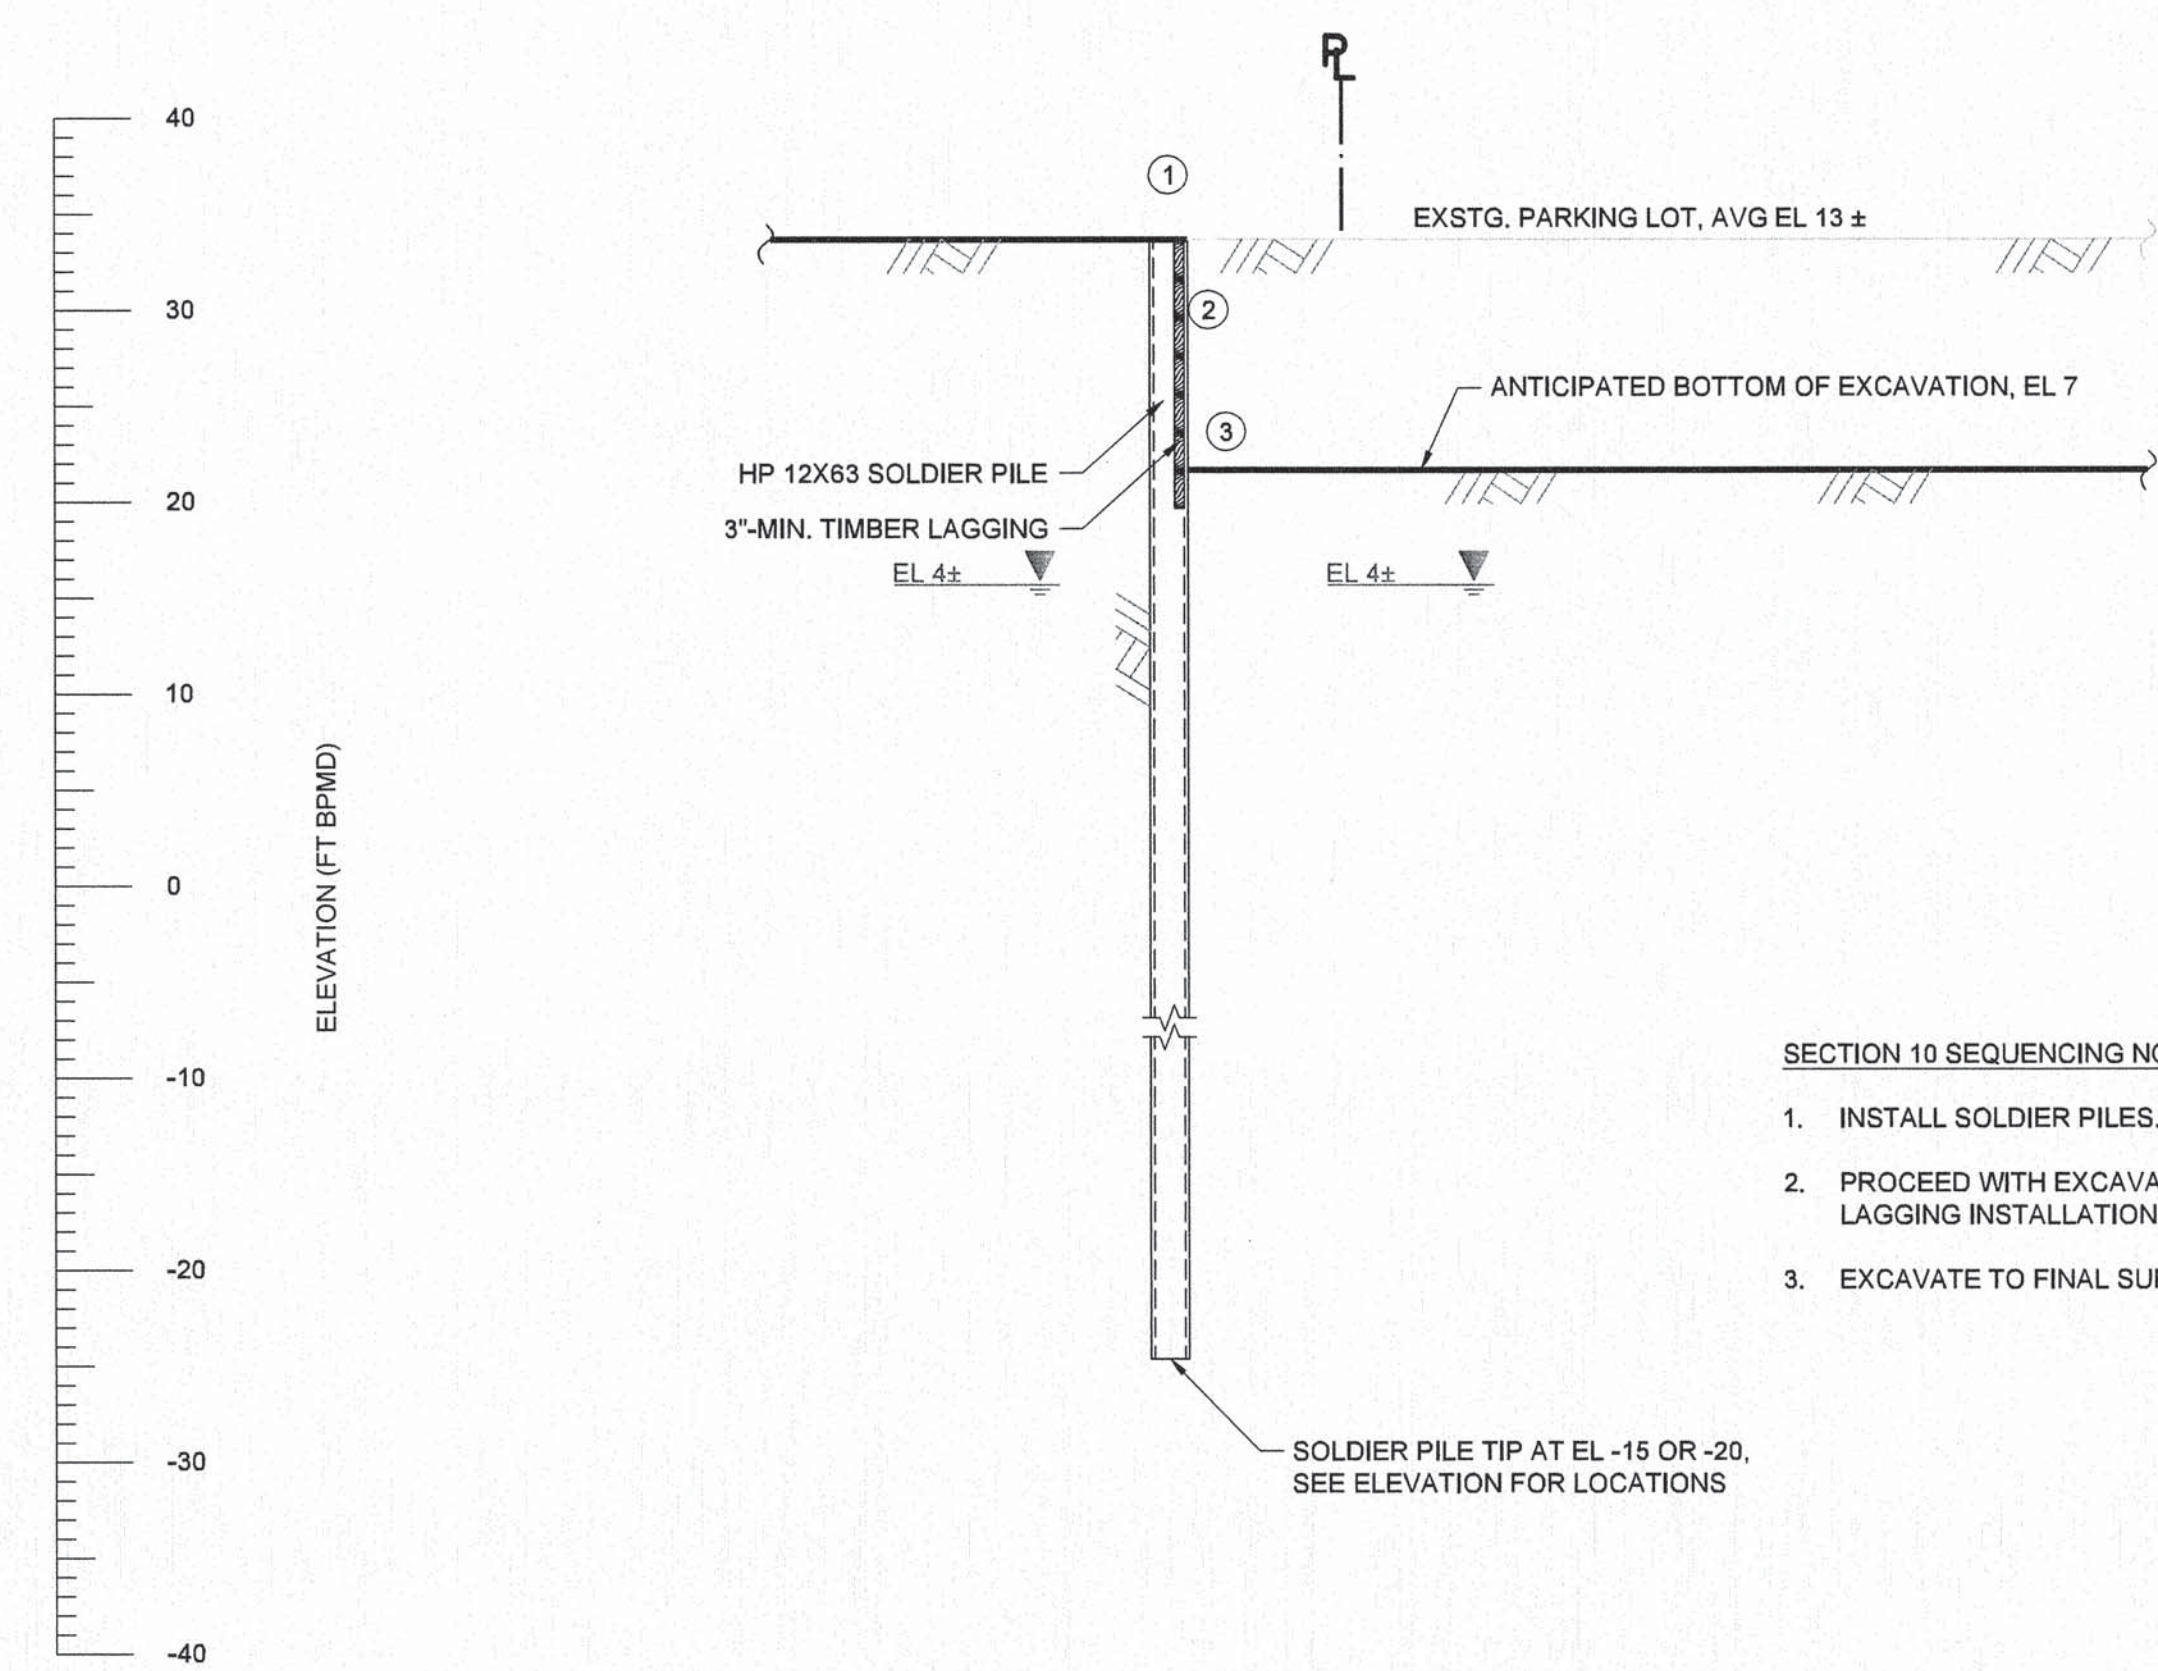 PL
40
1
EXSTG. PARKING LOT, AVG EL 13 ±
30
2
ANTICIPATED BOTTOM OF EXCAVATION, EL 7
3
HP 12X63 SOLDIER PILE
20
3"-MIN. TIMBER LAGGING
EL 4±
EL 4±
10
ELEVATION (FT BPMD)
0
-10
SECTION 10 SEQUENCING
1. INSTALL SOLDIER PILES.
2. PROCEED WITH
LAGGING INSTALLATION
-20
3. EXCAVATE TO FINAL
-30
SOLDIER PILE TIP AT EL -15 OR -20,
SEE ELEVATION FOR LOCATIONS
-40